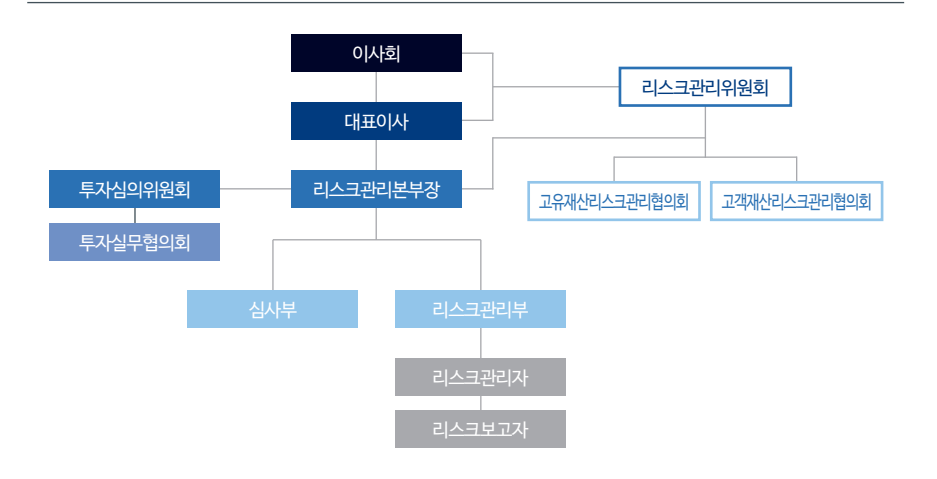 이사회
리스크관리위원회
대표이사
투자심의위원회
리스크관리본부장
고유재산리스크관리협의회
고객재산리스크관리협의회
투자실무협의회
심사부
리스크관리부
리스크관리자
리스크보고자